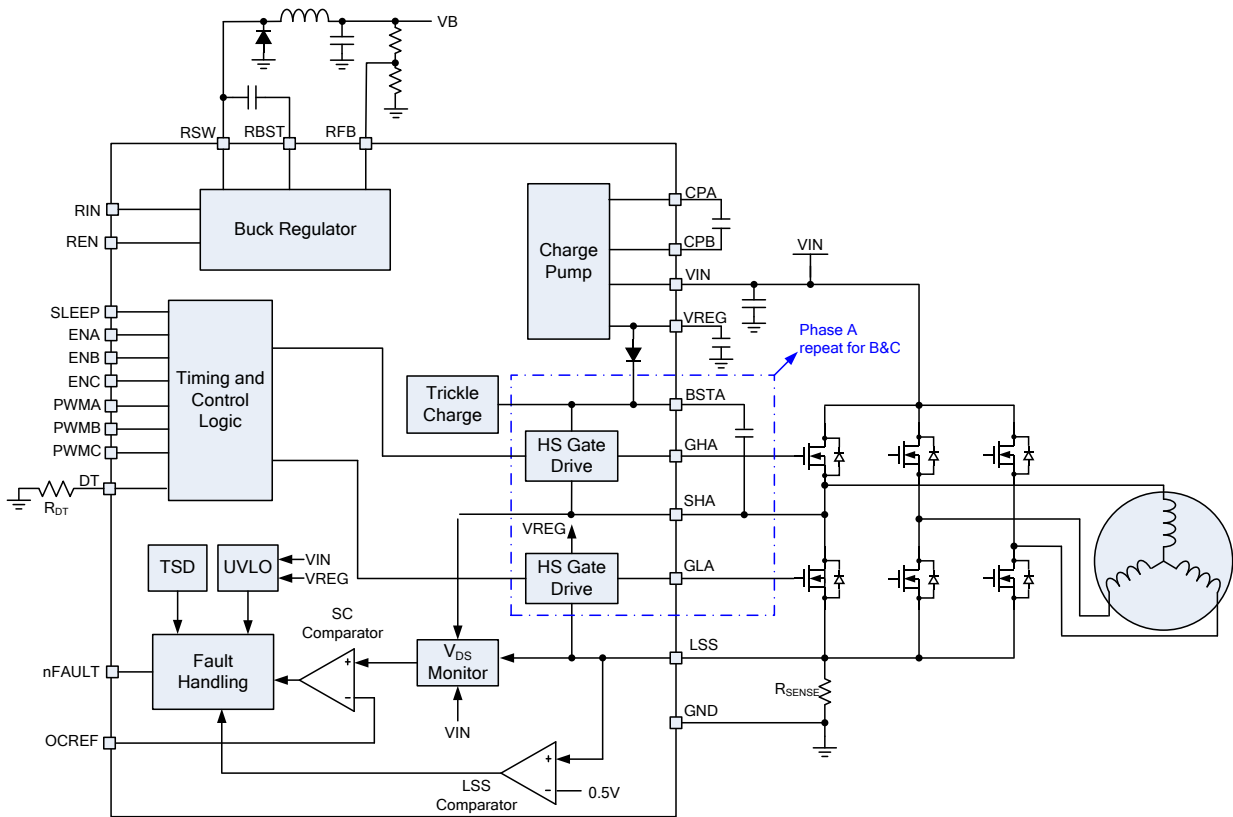 VB
RSW
RBST
RFB
RIN
REN
Buck Regulator
Charge
Pump
CPA
CPB
VIN
VREG
VIN
Phase A
repeat for B&C
SLEEP
ENA
ENB
ENC
PWMA
PWMB
PWMC
DT
RDT
Timing and
Control
Logic
Trickle
Charge
BSTA
HS Gate
Drive
GHA
SHA
VREG
HS Gate
Drive
GLA
TSD
UVLO
VIN
VREG
SC
Comparator
Fault
Handling
nFAULT
+
−
VDS
Monitor
VIN
LSS
RSENSE
GND
OCREF
+
−
0.5V
LSS
Comparator